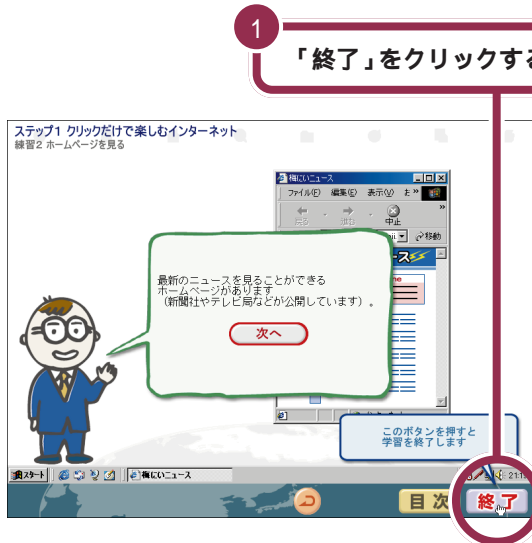 1
「終了」をクリックする
ステップ1 クリックだけで楽しむインターネット
練習2 ホームページを見る
梅にいニュース
ファイル(F) 編集(E) 表示(V) »
戻る 進む 中止 »
移動
最新のニュースを見ることができる
ホームページがあります
（新聞社やテレビ局などが公開しています）。
次へ
このボタンを押すと
学習を終了します
スタート 梅にいニュース
目次 終了